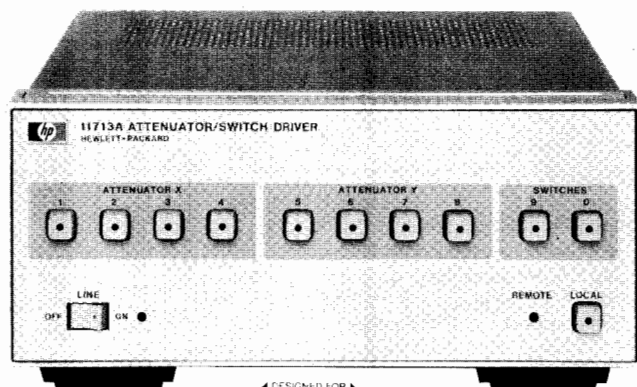 hp 11713A ATTENUATOR/SWITCH DRIVER
HEWLETT-PACKARD
ATTENUATOR X ATTENUATOR Y SWITCHES
1 2 3 4 5 6 7 8 9 0
LINE
OFF ON
REMOTE LOCAL
◄ DESIGNED FOR ►